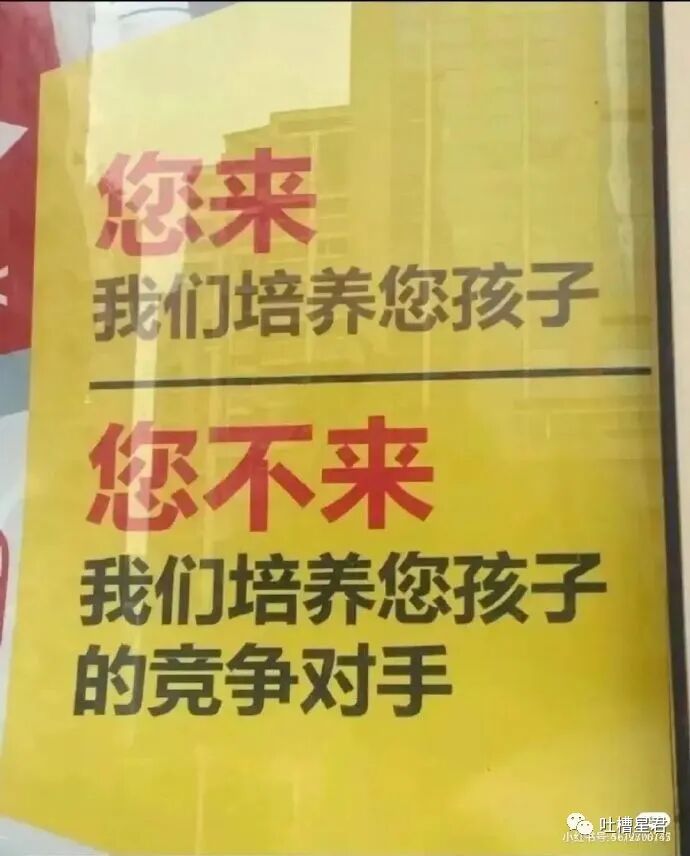 您来
我们培养您孩子
您不来
我们培养您孩子
的竞争对手
吐槽星君